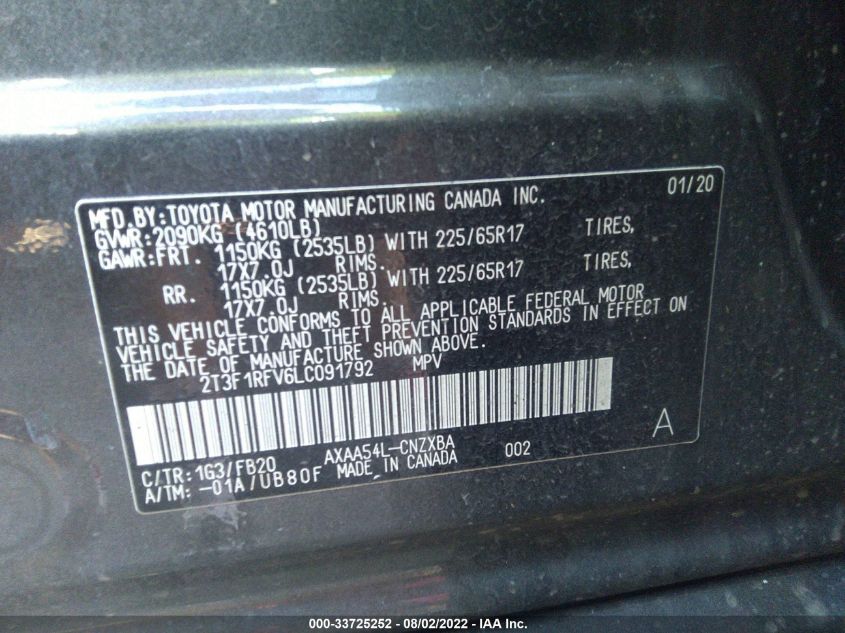 MFD.BY:TOYOTA MOTOR MANUFACTURING CANADA INC. 01/20
GVWR:2090KG (4610LB)
GAWR:FRT. 1150KG (2535LB) WITH 225/65R17 TIRES,
17X7.0J RIMS.
RR. 1150KG (2535LB) WITH 225/65R17 TIRES,
17X7.0J RIMS.
THIS VEHICLE CONFORMS TO ALL APPLICABLE FEDERAL MOTOR
VEHICLE SAFETY AND THEFT PREVENTION STANDARDS IN EFFECT ON
THE DATE OF MANUFACTURE SHOWN ABOVE.
2T3F1RFV6LC091792 MPV
A
C/TR:1G3/FB20 AXAA54L-CNZXBA 002
A/TM:-01A/UB80F MADE IN CANADA
000-33725252 - 08/02/2022 - IAA Inc.